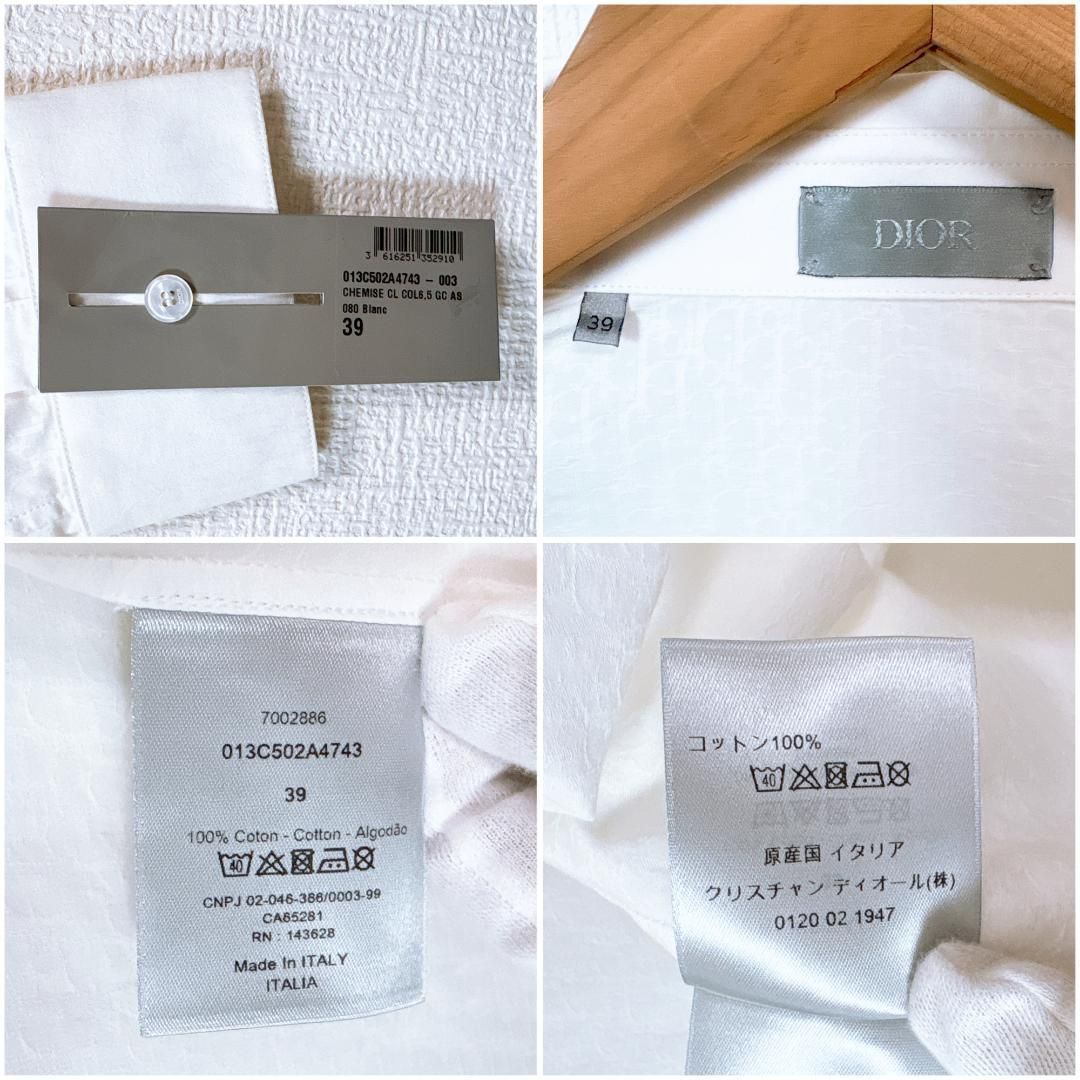 3 616251 352910
013C502A4743 - 003
CHEMISE CL COL6,5 GC AS
080 Blanc
39
DIOR
39
7002886
013C502A4743
39
100% Coton - Cotton - Algodão
40
CNPJ 02-046-386/0003-99
CA65281
RN : 143628
Made In ITALY
ITALIA
コットン100%
40
原産国 イタリア
クリスチャン ディオール(株)
0120 02 1947